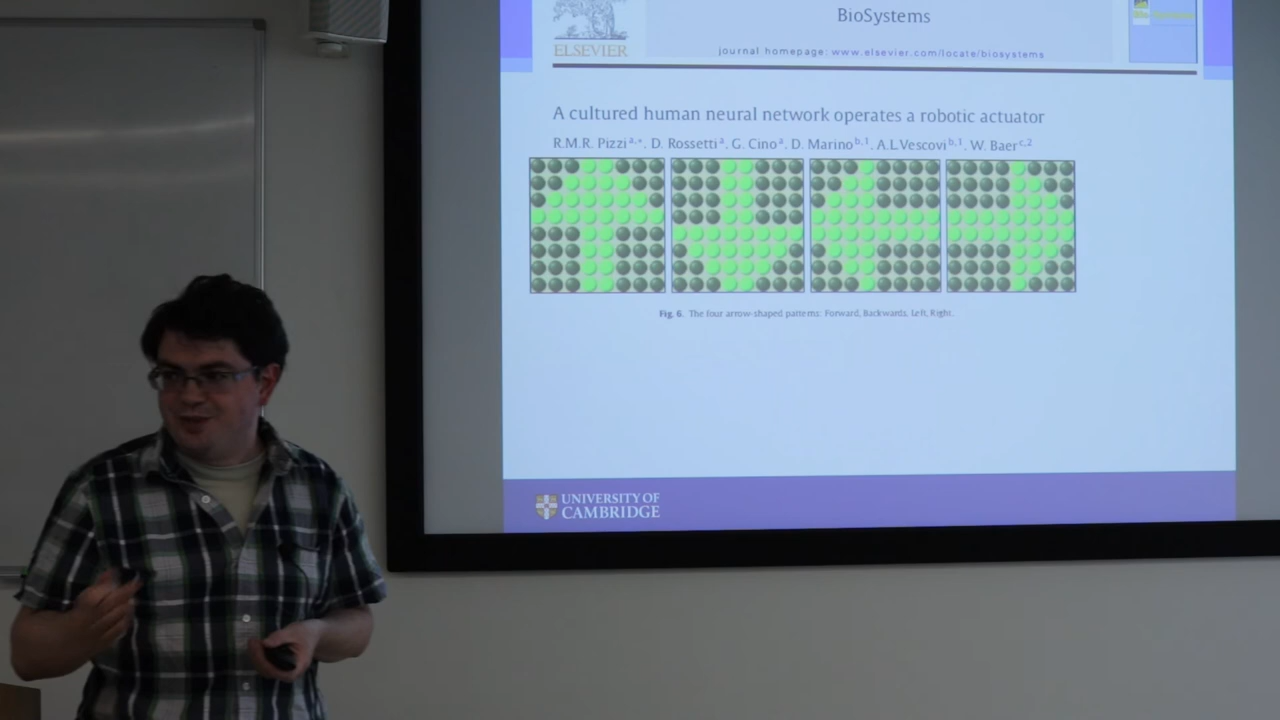 BioSystems
ELSEVIER
journal homepage: www.elsevier.com/locate/biosystems
A cultured human neural network operates a robotic actuator
R.M.R. Pizzi a,*, D. Rossetti a, G. Cino a, D. Marino b,1, A.L.Vescovi b,1, W. Baer c,2
Fig. 6. The four arrow-shaped patterns: Forward, Backwards, Left, Right.
UNIVERSITY OF
CAMBRIDGE